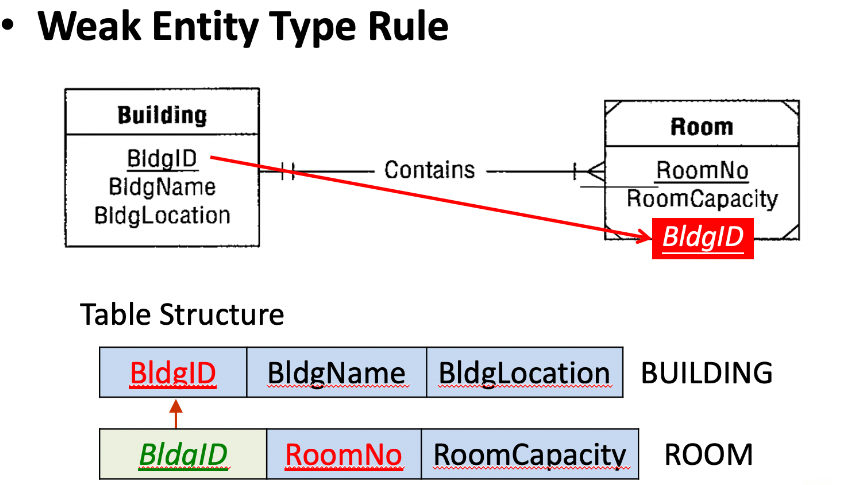 • Weak Entity Type Rule
Building
BldgID
BldgName
BldgLocation
Contains
Room
RoomNo
RoomCapacity
BldgID
Table Structure
BldgID BldgName BldgLocation BUILDING
BldgID RoomNo RoomCapacity ROOM